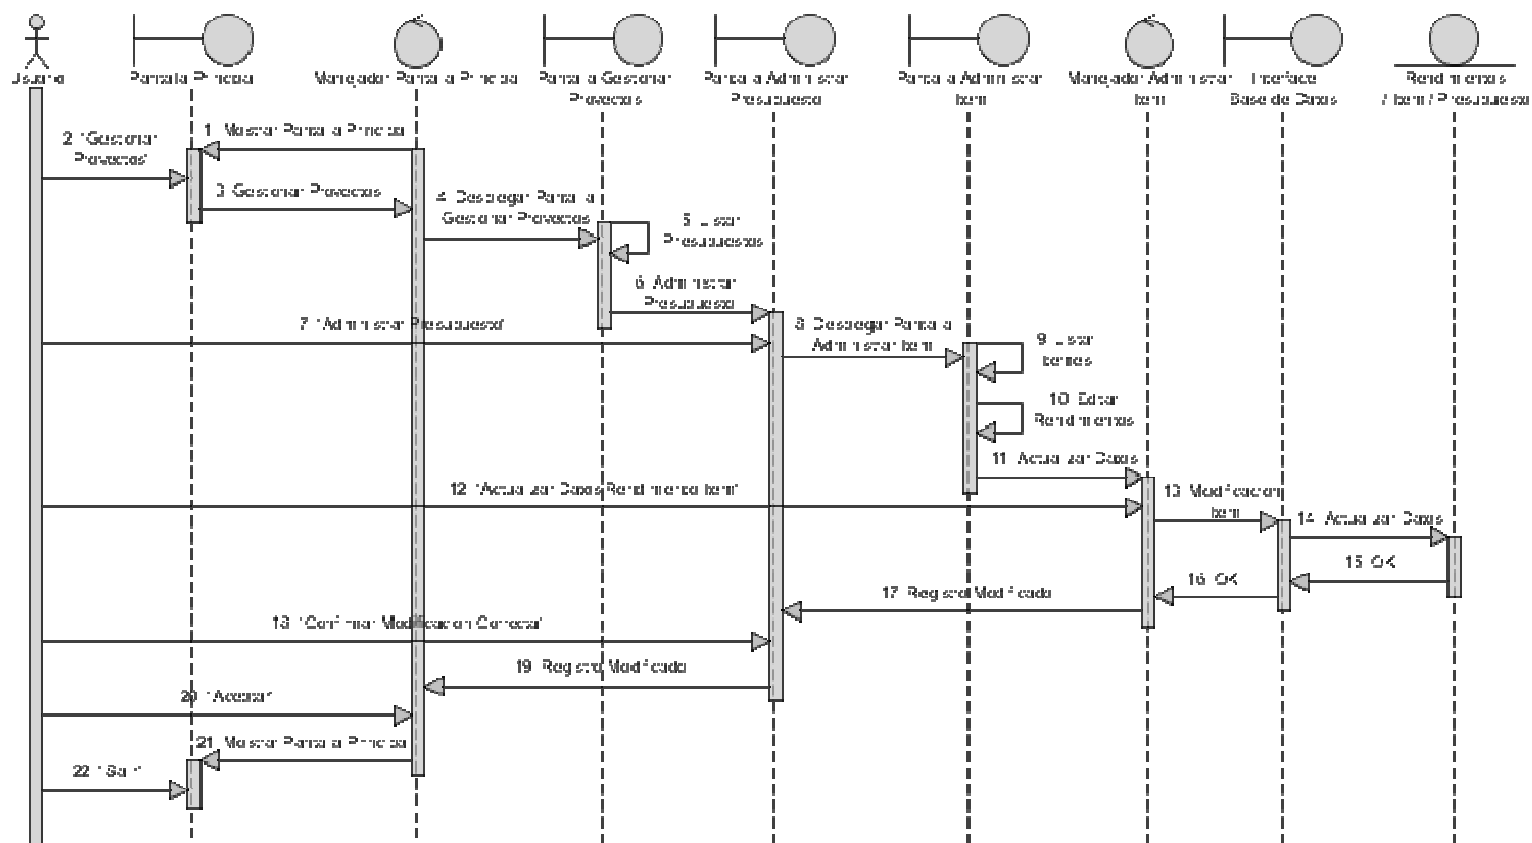 Usuario
Pantalla Principal
Manejador Pantalla Principal
Pantalla Gestionar
Proyectos
Pantalla Administrar
Presupuesto
Pantalla Administrar
Item
Manejador Administrar
Item
Interface
Base de Datos
Rendimientos
/ Item / Presupuesto
1 Mostrar Pantalla Principal
2 "Gestionar
Proyectos"
3 Gestionar Proyectos
4 Desplegar Pantalla
Gestionar Proyectos
5 Listar
Presupuestos
6 Administrar
Presupuesto
7 "Administrar Presupuesto"
8 Desplegar Pantalla
Administrar Item
9 Listar
Itemes
10 Editar
Rendimientos
11 Actualizar Datos
12 "Actualizar Datos Rendimiento Item"
13 Modificacion
Item
14 Actualizar Datos
15 OK
16 OK
17 Registro Modificado
18 "Confirmar Modificacion Correcta"
19 Registro Modificado
20 "Aceptar"
21 Mostrar Pantalla Principal
22 "Salir"